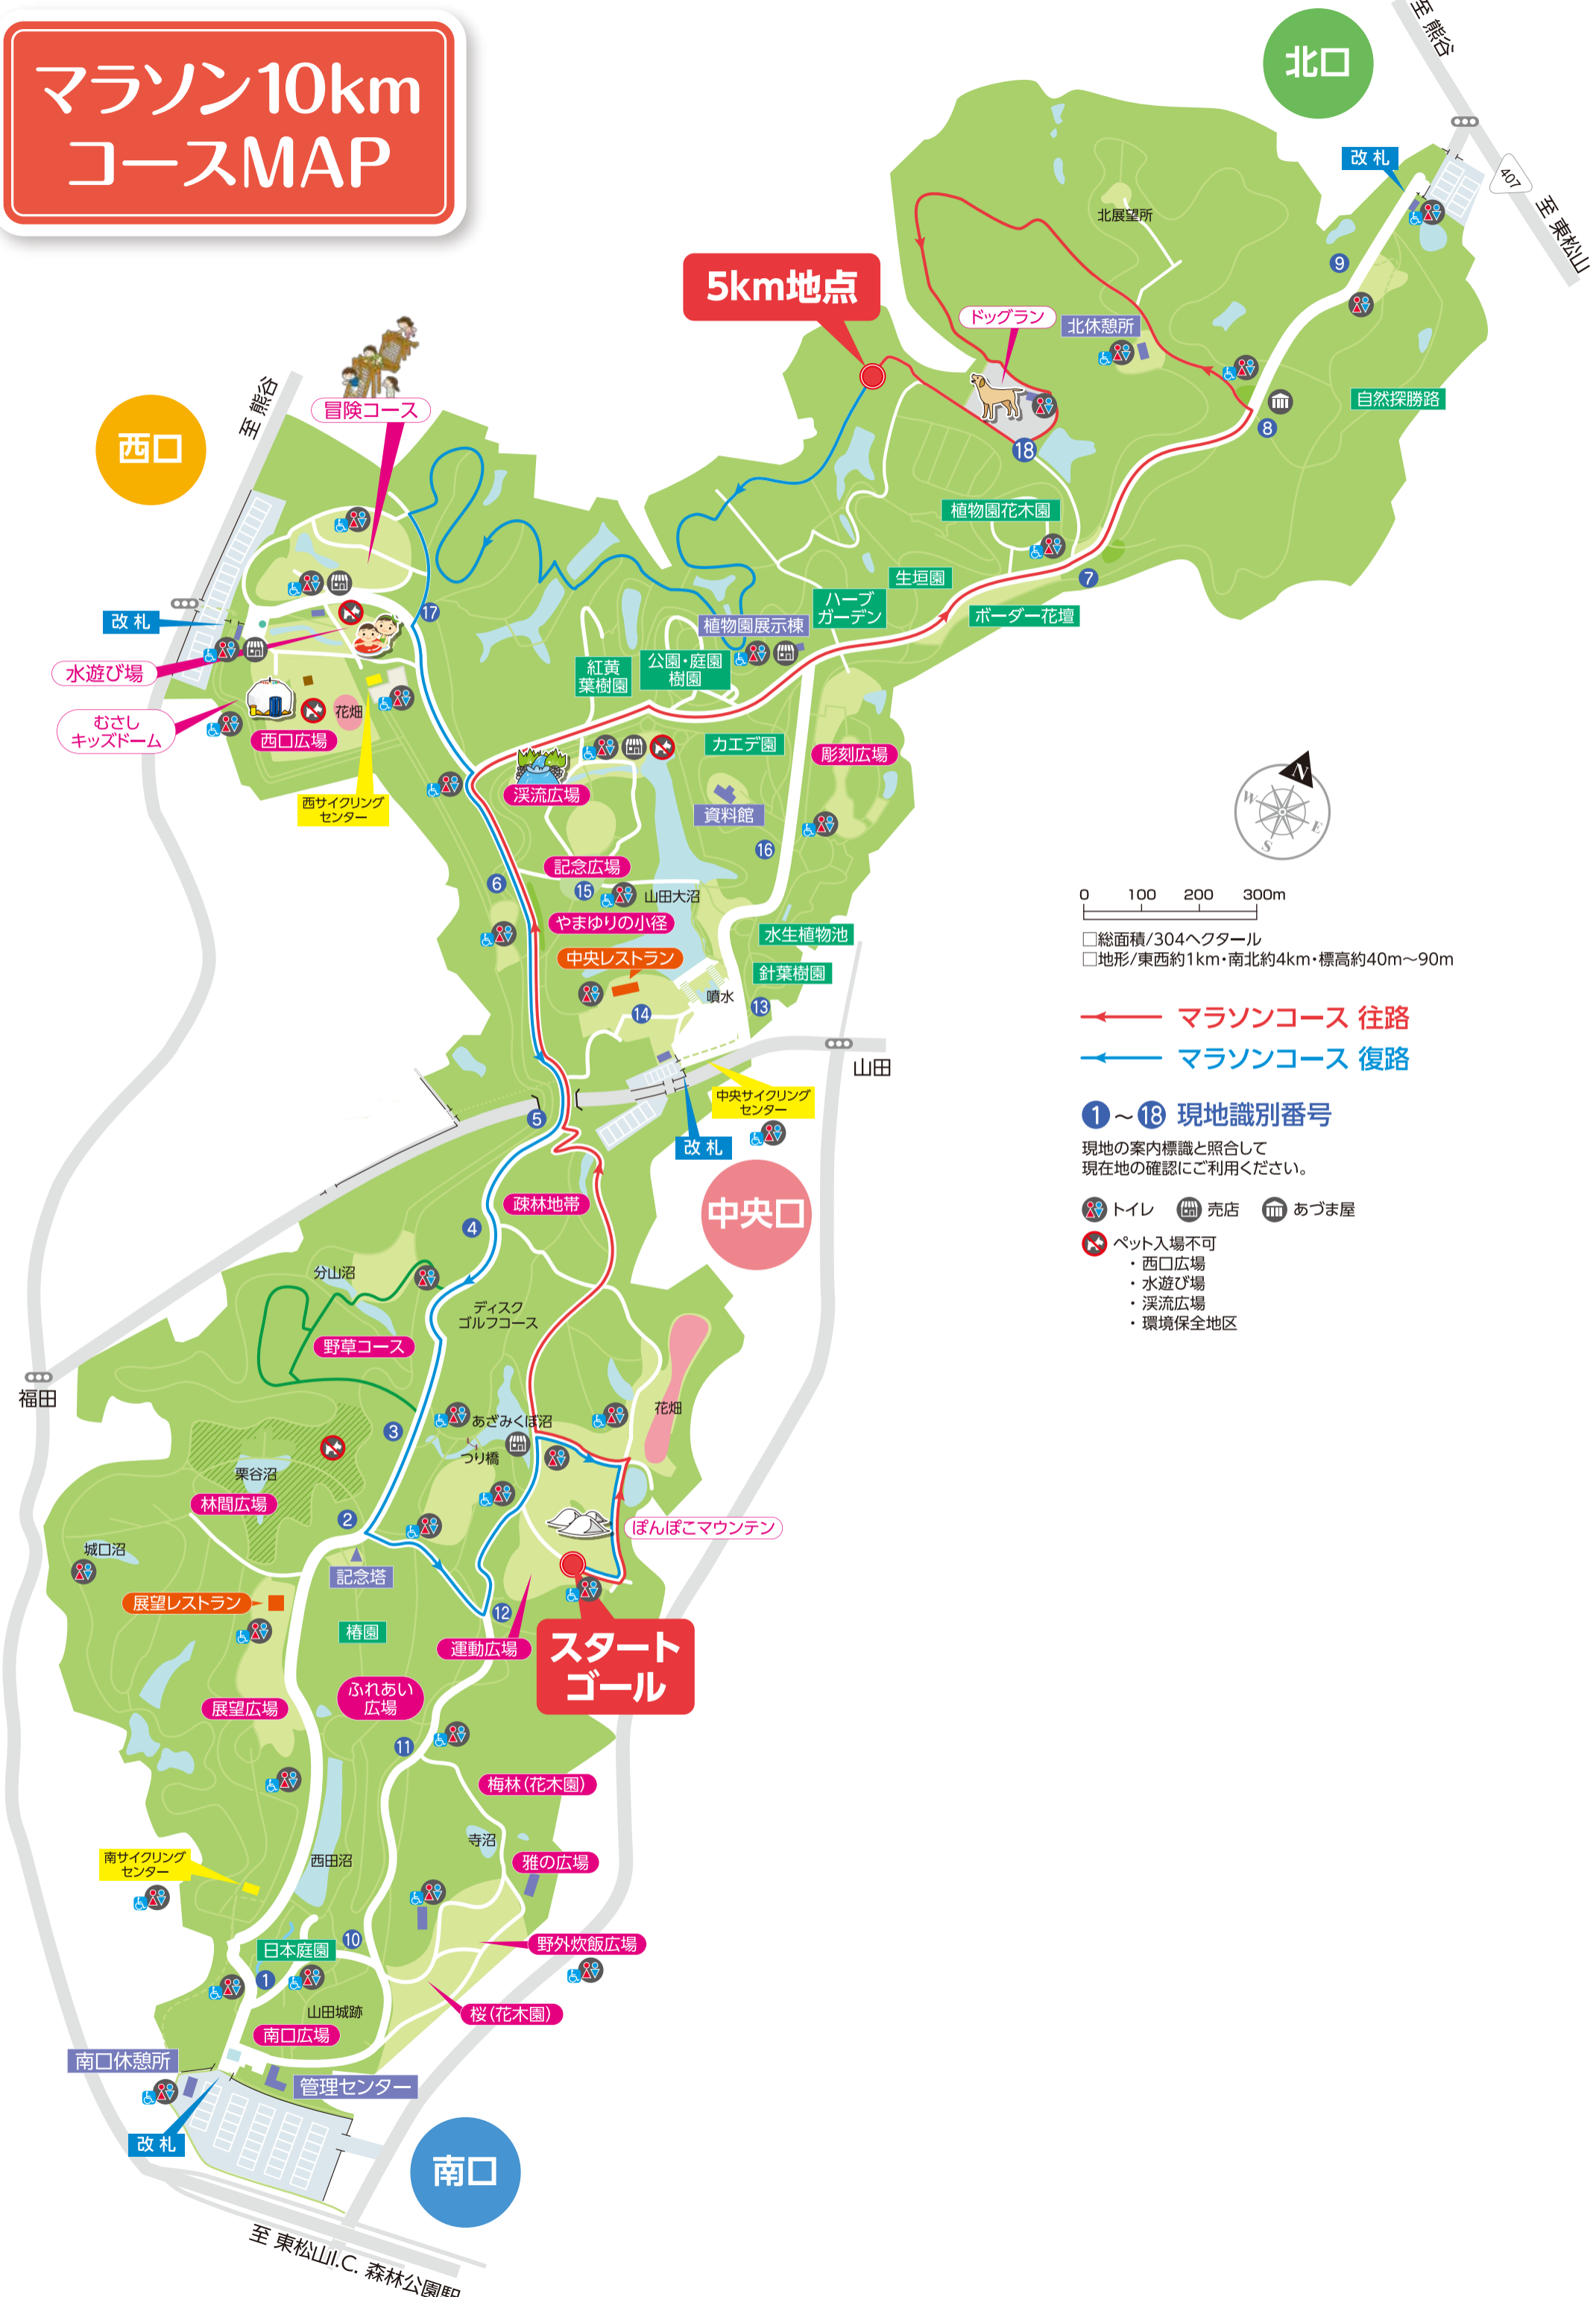 マラソン10km
コースMAP
北口
至 熊谷
改 札
407
至 東松山
北展望所
5km地点
ドッグラン
北休憩所
9
自然探勝路
8
18
至 熊谷
冒険コース
西口
植物園花木園
7
生垣園
ハーブ
ガーデン
ボーダー花壇
17
改 札
植物園展示棟
水遊び場
紅黄
葉樹園
公園・庭園
樹園
むさし
キッズドーム
花畑
西口広場
カエデ園
彫刻広場
渓流広場
西サイクリング
センター
資料館
16
N
W
E
S
記念広場
6
15
山田大沼
やまゆりの小径
水生植物池
中央レストラン
針葉樹園
噴水
13
14
0 100 200 300m
□総面積/304ヘクタール
□地形/東西約1km・南北約4km・標高約40m～90m
マラソンコース 往路
マラソンコース 復路
1～18 現地識別番号
現地の案内標識と照合して
現在地の確認にご利用ください。
トイレ 売店 あづま屋
ペット入場不可
・ 西口広場
・ 水遊び場
・ 渓流広場
・ 環境保全地区
山田
中央サイクリング
センター
5
改 札
中央口
疎林地帯
4
分山沼
ディスク
ゴルフコース
野草コース
福田
花畑
3
あざみくぼ沼
つり橋
栗谷沼
林間広場
2
ぽんぽこマウンテン
城口沼
記念塔
展望レストラン
12
椿園
運動広場
スタート
ゴール
ふれあい
広場
展望広場
11
梅林（花木園）
寺沼
南サイクリング
センター
西田沼
雅の広場
10
日本庭園
野外炊飯広場
1
山田城跡
桜（花木園）
南口広場
南口休憩所
管理センター
改 札
南口
至 東松山I.C. 森林公園駅